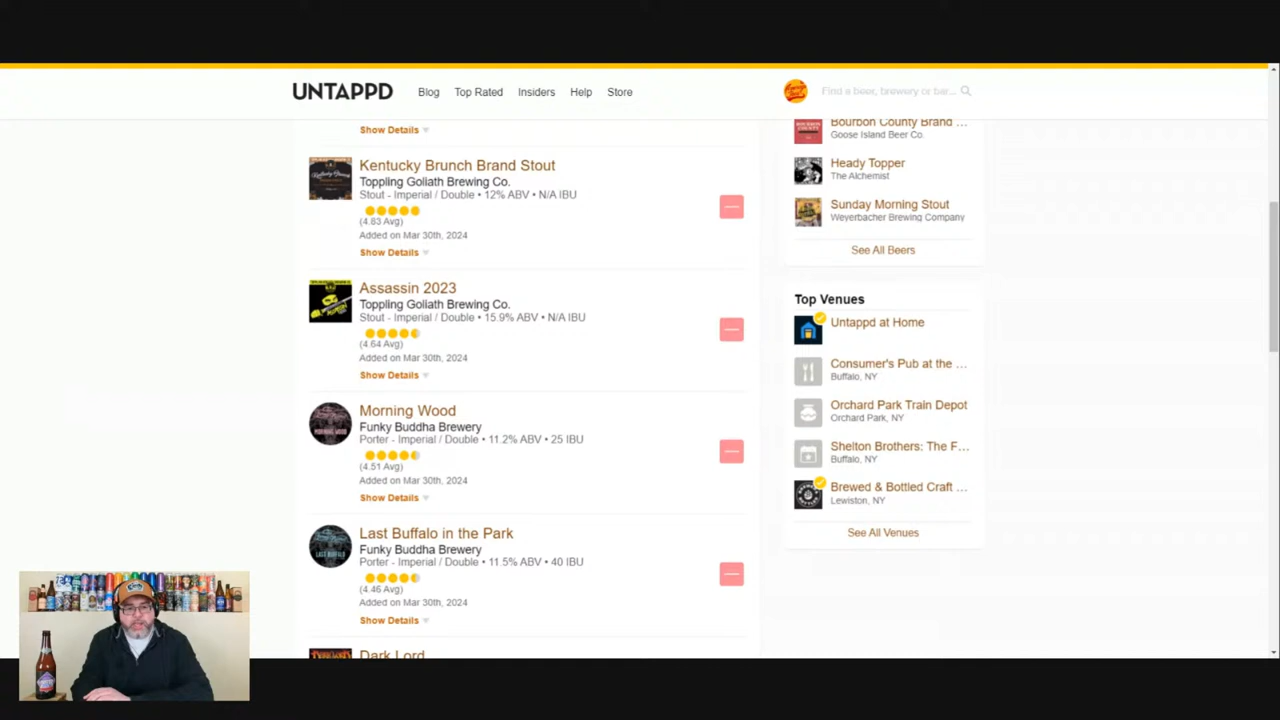 UNTAPPD
Blog
Top Rated
Insiders
Help
Store
Find a beer, brewery or bar...
Show Details
Kentucky Brunch Brand Stout
Toppling Goliath Brewing Co.
Stout - Imperial / Double • 12% ABV • N/A IBU
(4.83 Avg)
Added on Mar 30th, 2024
Show Details
Assassin 2023
Toppling Goliath Brewing Co.
Stout - Imperial / Double • 15.9% ABV • N/A IBU
(4.64 Avg)
Added on Mar 30th, 2024
Show Details
Morning Wood
Funky Buddha Brewery
Porter - Imperial / Double • 11.2% ABV • 25 IBU
(4.51 Avg)
Added on Mar 30th, 2024
Show Details
Last Buffalo in the Park
Funky Buddha Brewery
Porter - Imperial / Double • 11.5% ABV • 40 IBU
(4.46 Avg)
Added on Mar 30th, 2024
Show Details
Dark Lord
Bourbon County Brand ...
Goose Island Beer Co.
Heady Topper
The Alchemist
Sunday Morning Stout
Weyerbacher Brewing Company
See All Beers
Top Venues
Untappd at Home
Consumer's Pub at the ...
Buffalo, NY
Orchard Park Train Depot
Orchard Park, NY
Shelton Brothers: The F...
Buffalo, NY
Brewed & Bottled Craft ...
Lewiston, NY
See All Venues